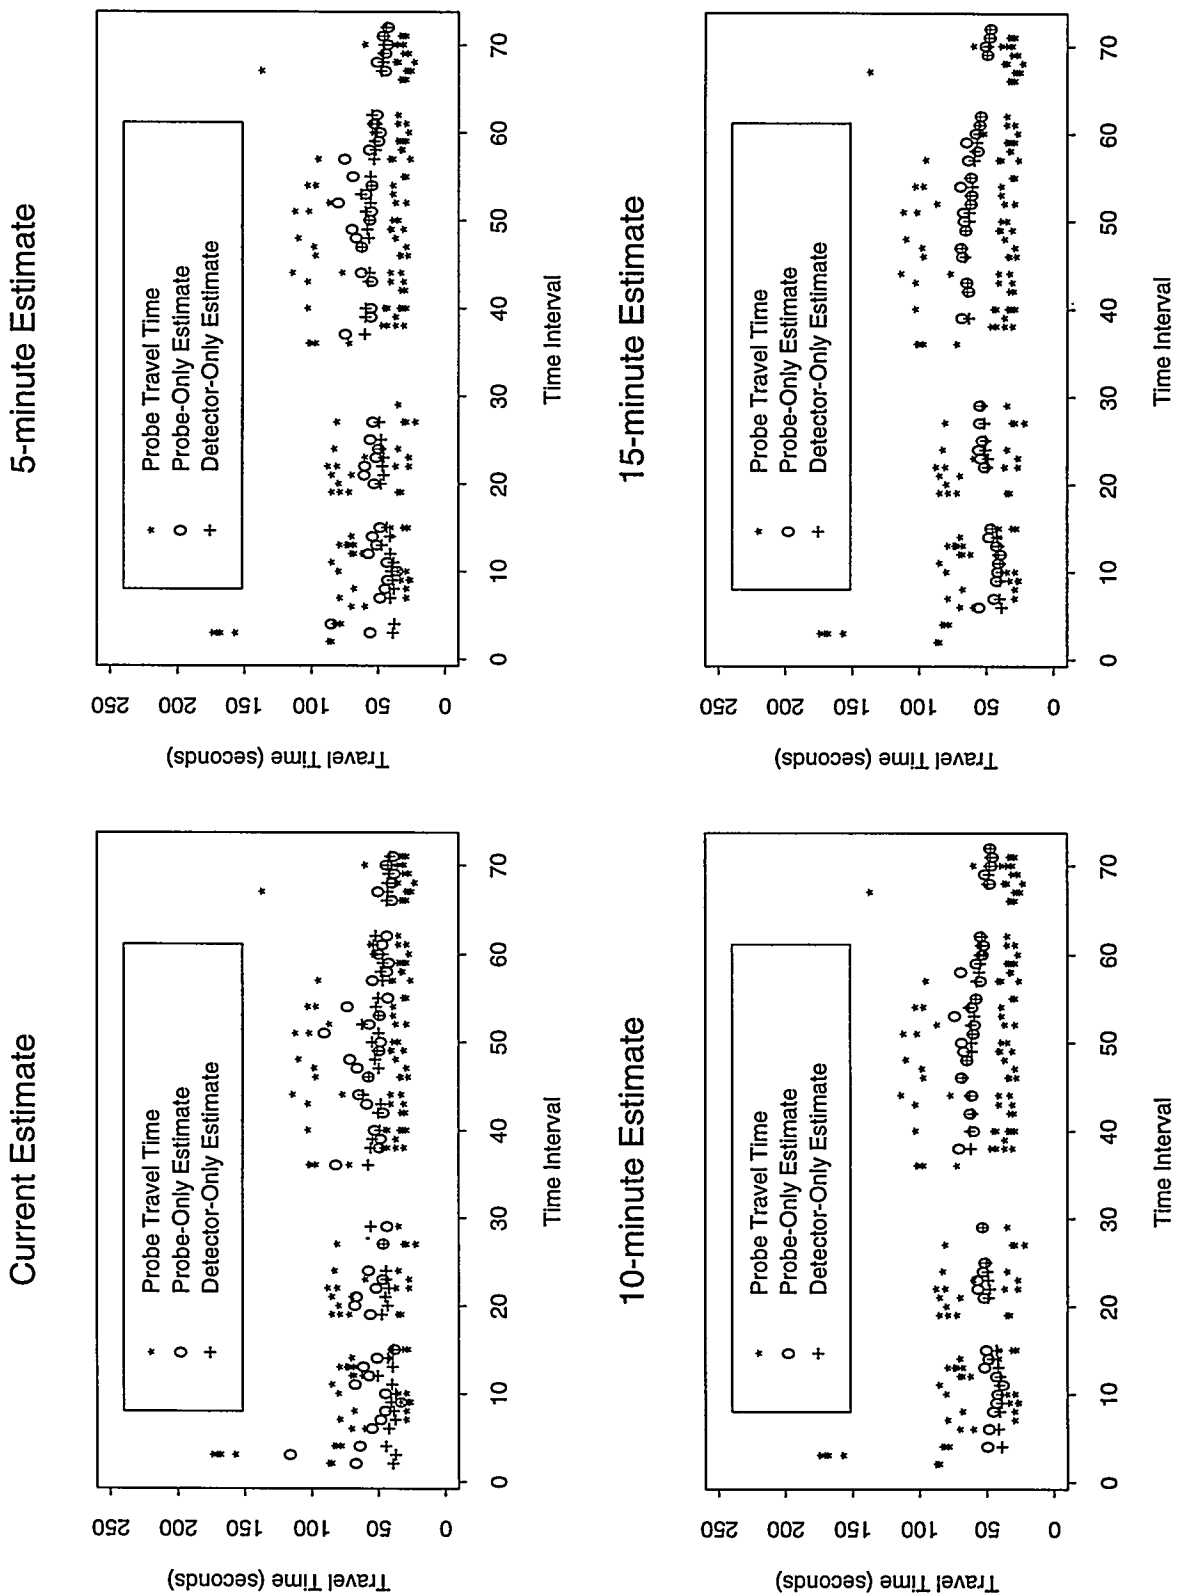 Current Estimate
Travel Time (seconds)
0 50 100 150 200 250
* Probe Travel Time
o Probe-Only Estimate
+ Detector-Only Estimate
0 10 20 30 40 50 60 70
Time Interval
5-minute Estimate
Travel Time (seconds)
0 50 100 150 200 250
* Probe Travel Time
o Probe-Only Estimate
+ Detector-Only Estimate
0 10 20 30 40 50 60 70
Time Interval
10-minute Estimate
Travel Time (seconds)
0 50 100 150 200 250
* Probe Travel Time
o Probe-Only Estimate
+ Detector-Only Estimate
0 10 20 30 40 50 60 70
Time Interval
15-minute Estimate
Travel Time (seconds)
0 50 100 150 200 250
* Probe Travel Time
o Probe-Only Estimate
+ Detector-Only Estimate
0 10 20 30 40 50 60 70
Time Interval